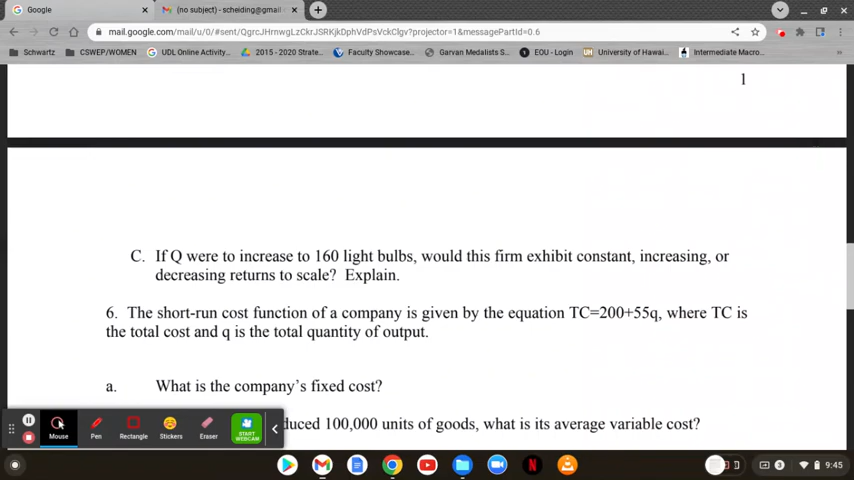 Google
(no subject) - scheiding@gmail
mail.google.com/mail/u/0/#sent/QgrcJHrnwgLzCkrJSRKjkDphVdPsVckClgv?projector=1&messagePartId=0.6
Schwartz
CSWEP/WOMEN
UDL Online Activity...
2015 - 2020 Strate...
Faculty Showcase...
Garvan Medalists S...
EOU - Login
University of Hawai...
Intermediate Macro...
1
C. If Q were to increase to 160 light bulbs, would this firm exhibit constant, increasing, or
decreasing returns to scale? Explain.
6. The short-run cost function of a company is given by the equation TC=200+55q, where TC is
the total cost and q is the total quantity of output.
a. What is the company's fixed cost?
duced 100,000 units of goods, what is its average variable cost?
Mouse
Pen
Rectangle
Stickers
Eraser
START
WEBCAM
3
9:45